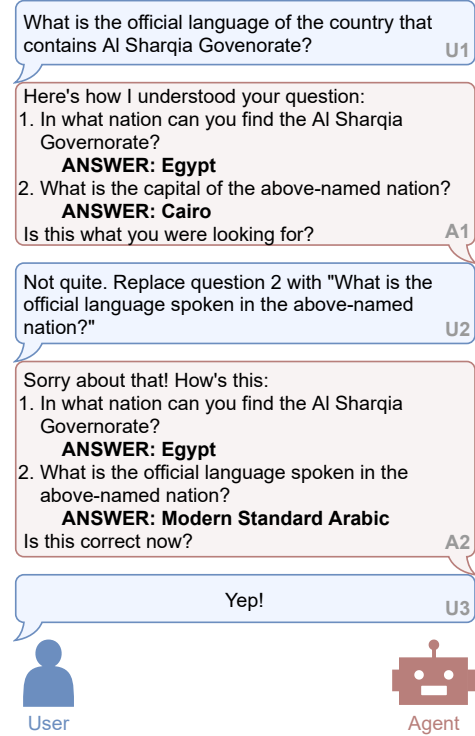 What is the official language of the country that
contains Al Sharqia Govenorate?
U1
Here's how I understood your question:
1. In what nation can you find the Al Sharqia
Governorate?
ANSWER: Egypt
2. What is the capital of the above-named nation?
ANSWER: Cairo
Is this what you were looking for?
A1
Not quite. Replace question 2 with "What is the
official language spoken in the above-named
nation?"
U2
Sorry about that! How's this:
1. In what nation can you find the Al Sharqia
Governorate?
ANSWER: Egypt
2. What is the official language spoken in the
above-named nation?
ANSWER: Modern Standard Arabic
Is this correct now?
A2
Yep!
U3
User
Agent